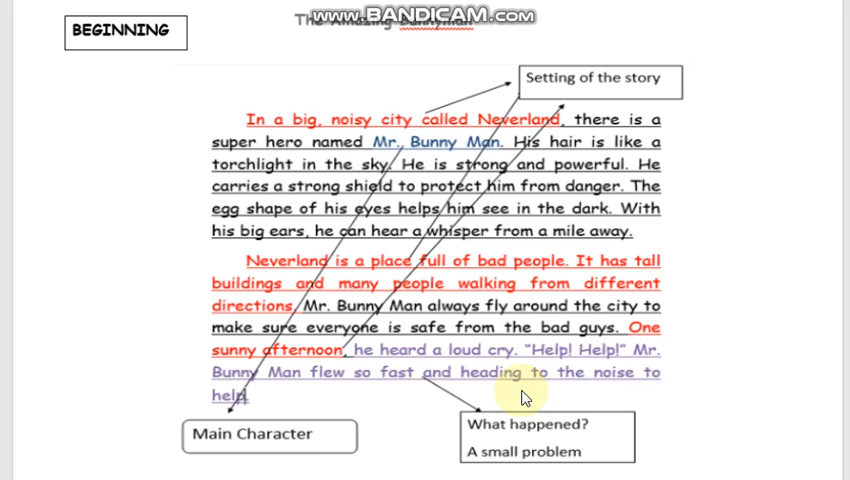 WWW.BANDICAM.COM
The Amazing Bunnyman
BEGINNING
Setting of the story
In a big, noisy city called Neverland, there is a
super hero named Mr., Bunny Man. His hair is like a
torchlight in the sky. He is strong and powerful. He
carries a strong shield to protect him from danger. The
egg shape of his eyes helps him see in the dark. With
his big ears, he can hear a whisper from a mile away.
Neverland is a place full of bad people. It has tall
buildings and many people walking from different
directions. Mr. Bunny Man always fly around the city to
make sure everyone is safe from the bad guys. One
sunny afternoon, he heard a loud cry. “Help! Help!” Mr.
Bunny Man flew so fast and heading to the noise to
help.
Main Character
What happened?
A small problem